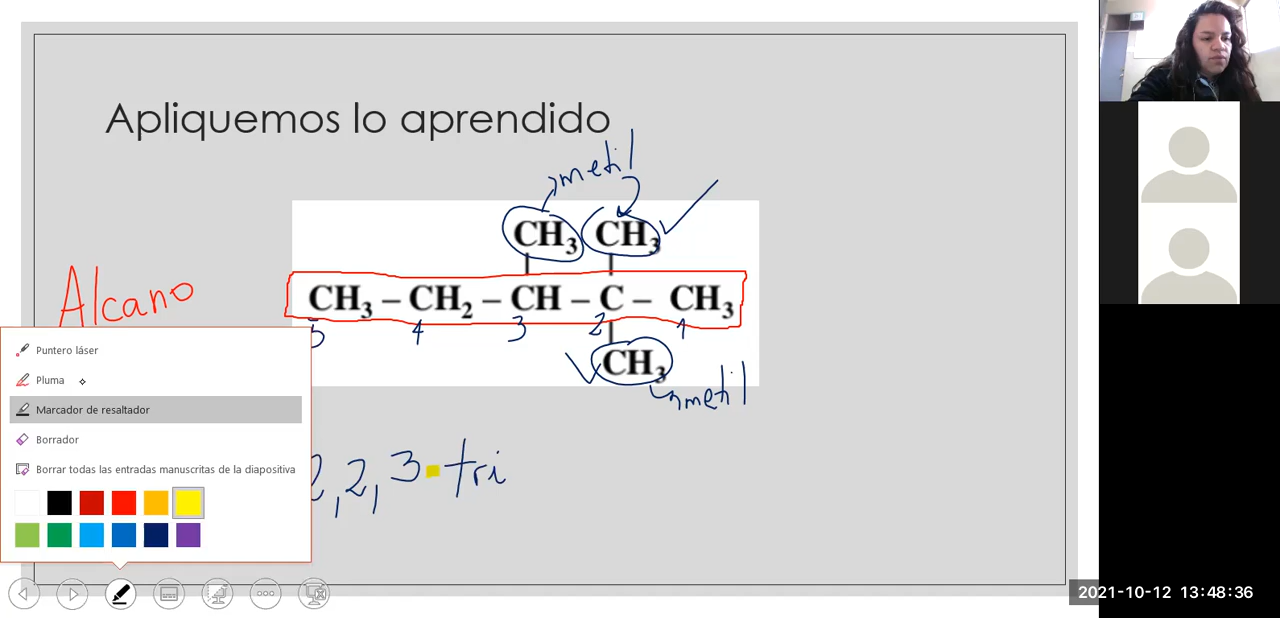 Apliquemos lo aprendido
metil
CH3 CH3
Alcano
CH3 – CH2 – CH – C – CH3
5 4 3 2 1
CH3
metil
2,2,3-tri
Puntero láser
Pluma
Marcador de resaltador
Borrador
Borrar todas las entradas manuscritas de la diapositiva
2021-10-12 13:48:36